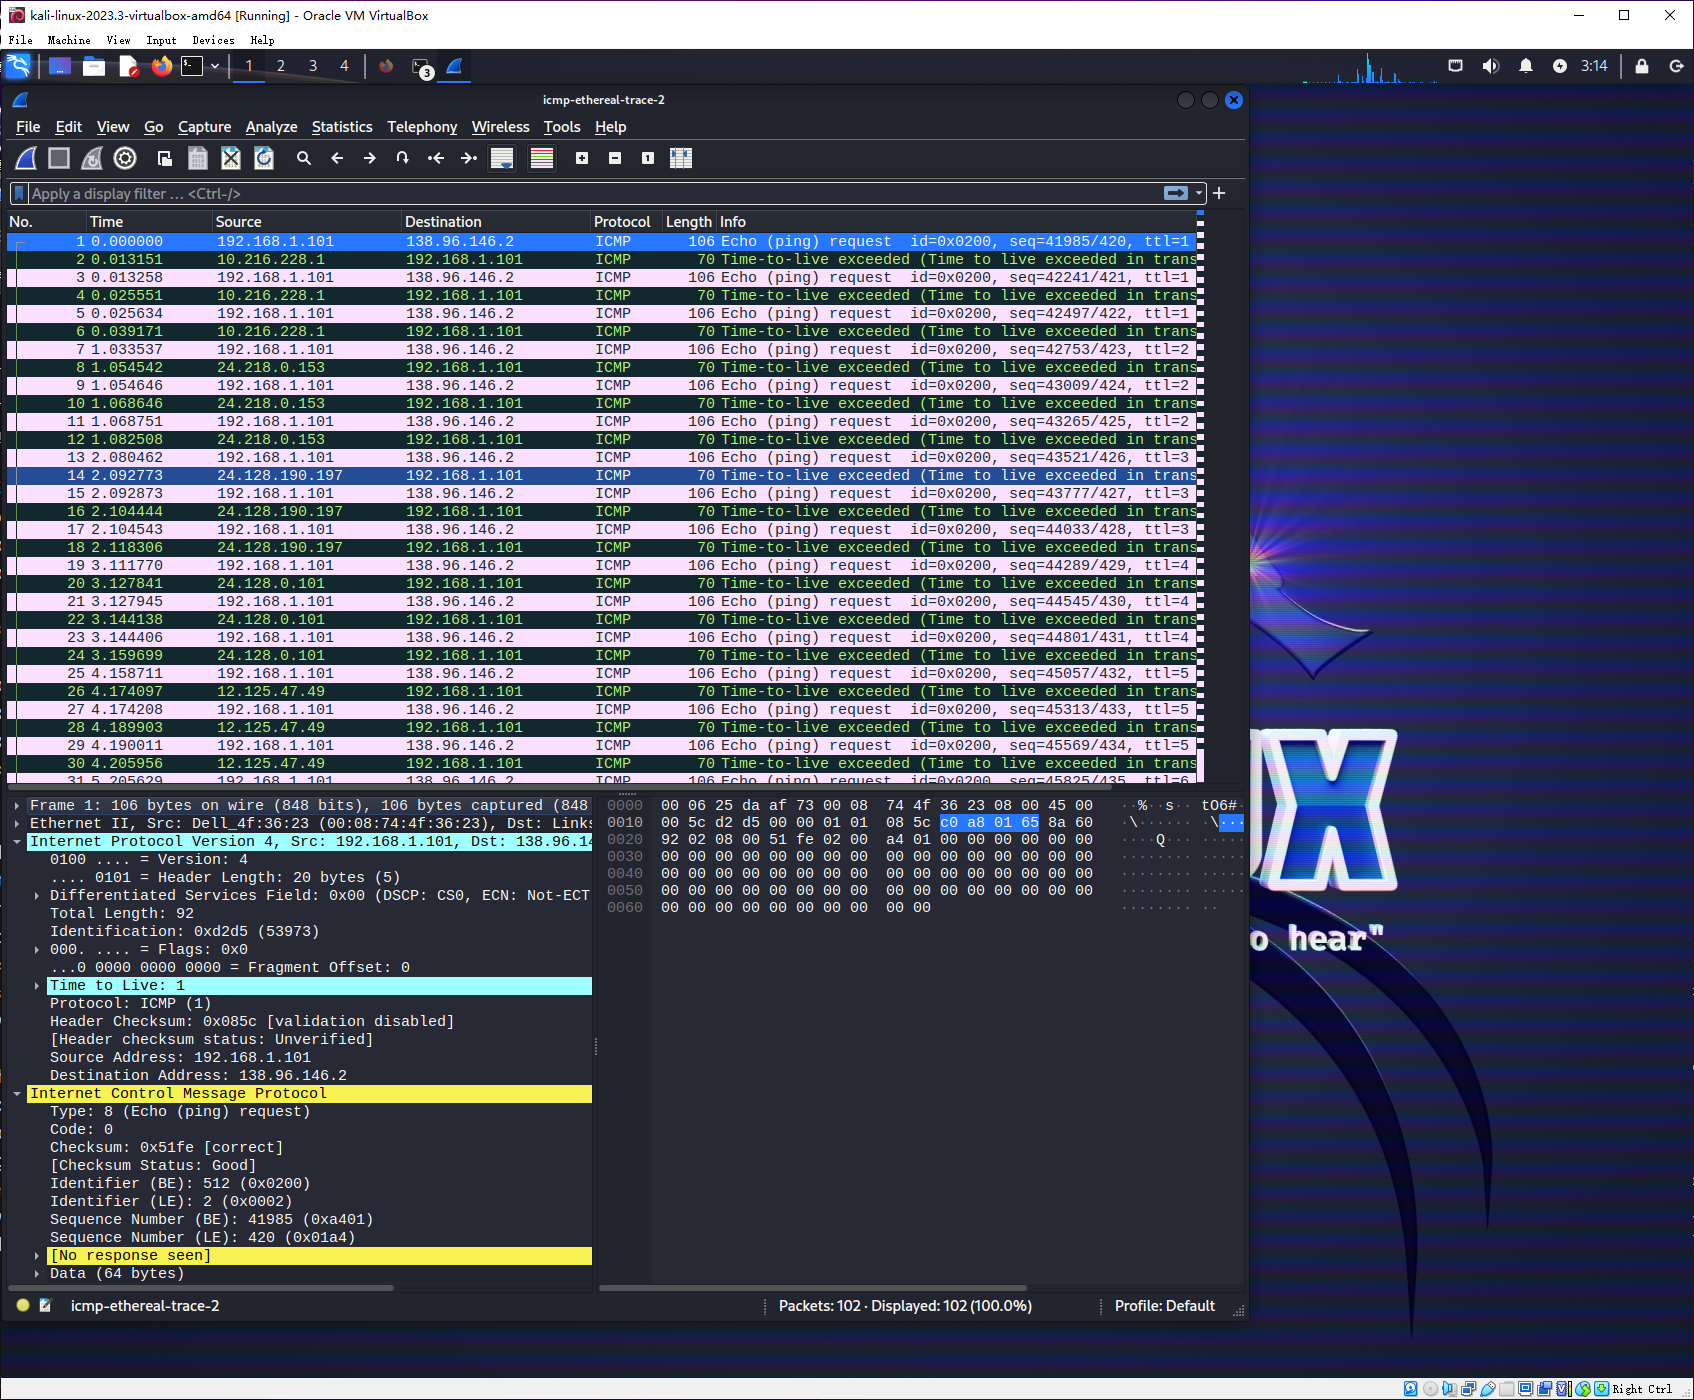 kali-linux-2023.3-virtualbox-amd64 [Running] - Oracle VM VirtualBox
File Machine View Input Devices Help
1 2 3 4 3 3:14
icmp-ethereal-trace-2
File Edit View Go Capture Analyze Statistics Telephony Wireless Tools Help
Apply a display filter … <Ctrl-/>
No. Time Source Destination Protocol Length Info
1 0.000000 192.168.1.101 138.96.146.2 ICMP 106 Echo (ping) request id=0x0200, seq=41985/420, ttl=1
2 0.013151 10.216.228.1 192.168.1.101 ICMP 70 Time-to-live exceeded (Time to live exceeded in trans
3 0.013258 192.168.1.101 138.96.146.2 ICMP 106 Echo (ping) request id=0x0200, seq=42241/421, ttl=1
4 0.025551 10.216.228.1 192.168.1.101 ICMP 70 Time-to-live exceeded (Time to live exceeded in trans
5 0.025634 192.168.1.101 138.96.146.2 ICMP 106 Echo (ping) request id=0x0200, seq=42497/422, ttl=1
6 0.039171 10.216.228.1 192.168.1.101 ICMP 70 Time-to-live exceeded (Time to live exceeded in trans
7 1.033537 192.168.1.101 138.96.146.2 ICMP 106 Echo (ping) request id=0x0200, seq=42753/423, ttl=2
8 1.054542 24.218.0.153 192.168.1.101 ICMP 70 Time-to-live exceeded (Time to live exceeded in trans
9 1.054646 192.168.1.101 138.96.146.2 ICMP 106 Echo (ping) request id=0x0200, seq=43009/424, ttl=2
10 1.068646 24.218.0.153 192.168.1.101 ICMP 70 Time-to-live exceeded (Time to live exceeded in trans
11 1.068751 192.168.1.101 138.96.146.2 ICMP 106 Echo (ping) request id=0x0200, seq=43265/425, ttl=2
12 1.082508 24.218.0.153 192.168.1.101 ICMP 70 Time-to-live exceeded (Time to live exceeded in trans
13 2.080462 192.168.1.101 138.96.146.2 ICMP 106 Echo (ping) request id=0x0200, seq=43521/426, ttl=3
14 2.092773 24.128.190.197 192.168.1.101 ICMP 70 Time-to-live exceeded (Time to live exceeded in trans
15 2.092873 192.168.1.101 138.96.146.2 ICMP 106 Echo (ping) request id=0x0200, seq=43777/427, ttl=3
16 2.104444 24.128.190.197 192.168.1.101 ICMP 70 Time-to-live exceeded (Time to live exceeded in trans
17 2.104543 192.168.1.101 138.96.146.2 ICMP 106 Echo (ping) request id=0x0200, seq=44033/428, ttl=3
18 2.118306 24.128.190.197 192.168.1.101 ICMP 70 Time-to-live exceeded (Time to live exceeded in trans
19 3.111770 192.168.1.101 138.96.146.2 ICMP 106 Echo (ping) request id=0x0200, seq=44289/429, ttl=4
20 3.127841 24.128.0.101 192.168.1.101 ICMP 70 Time-to-live exceeded (Time to live exceeded in trans
21 3.127945 192.168.1.101 138.96.146.2 ICMP 106 Echo (ping) request id=0x0200, seq=44545/430, ttl=4
22 3.144138 24.128.0.101 192.168.1.101 ICMP 70 Time-to-live exceeded (Time to live exceeded in trans
23 3.144406 192.168.1.101 138.96.146.2 ICMP 106 Echo (ping) request id=0x0200, seq=44801/431, ttl=4
24 3.159699 24.128.0.101 192.168.1.101 ICMP 70 Time-to-live exceeded (Time to live exceeded in trans
25 4.158711 192.168.1.101 138.96.146.2 ICMP 106 Echo (ping) request id=0x0200, seq=45057/432, ttl=5
26 4.174097 12.125.47.49 192.168.1.101 ICMP 70 Time-to-live exceeded (Time to live exceeded in trans
27 4.174208 192.168.1.101 138.96.146.2 ICMP 106 Echo (ping) request id=0x0200, seq=45313/433, ttl=5
28 4.189903 12.125.47.49 192.168.1.101 ICMP 70 Time-to-live exceeded (Time to live exceeded in trans
29 4.190011 192.168.1.101 138.96.146.2 ICMP 106 Echo (ping) request id=0x0200, seq=45569/434, ttl=5
30 4.205956 12.125.47.49 192.168.1.101 ICMP 70 Time-to-live exceeded (Time to live exceeded in trans
31 5.205629 192.168.1.101 138.96.146.2 ICMP 106 Echo (ping) request id=0x0200, seq=45825/435, ttl=6
Frame 1: 106 bytes on wire (848 bits), 106 bytes captured (848
Ethernet II, Src: Dell_4f:36:23 (00:08:74:4f:36:23), Dst: Links
Internet Protocol Version 4, Src: 192.168.1.101, Dst: 138.96.14
0100 .... = Version: 4
.... 0101 = Header Length: 20 bytes (5)
Differentiated Services Field: 0x00 (DSCP: CS0, ECN: Not-ECT
Total Length: 92
Identification: 0xd2d5 (53973)
000. .... = Flags: 0x0
...0 0000 0000 0000 = Fragment Offset: 0
Time to Live: 1
Protocol: ICMP (1)
Header Checksum: 0x085c [validation disabled]
[Header checksum status: Unverified]
Source Address: 192.168.1.101
Destination Address: 138.96.146.2
Internet Control Message Protocol
Type: 8 (Echo (ping) request)
Code: 0
Checksum: 0x51fe [correct]
[Checksum Status: Good]
Identifier (BE): 512 (0x0200)
Identifier (LE): 2 (0x0002)
Sequence Number (BE): 41985 (0xa401)
Sequence Number (LE): 420 (0x01a4)
[No response seen]
Data (64 bytes)
0000 00 06 25 da af 73 00 08 74 4f 36 23 08 00 45 00 ··%··s·· tO6#
0010 00 5c d2 d5 00 00 01 01 08 5c c0 a8 01 65 8a 60 ·\······ ·\···
0020 92 02 08 00 51 fe 02 00 a4 01 00 00 00 00 00 00 ····Q··· ·····
0030 00 00 00 00 00 00 00 00 00 00 00 00 00 00 00 00 ········ ·····
0040 00 00 00 00 00 00 00 00 00 00 00 00 00 00 00 00 ········ ·····
0050 00 00 00 00 00 00 00 00 00 00 00 00 00 00 00 00 ········ ·····
0060 00 00 00 00 00 00 00 00 00 00 ········ ··
X
o hear"
icmp-ethereal-trace-2 Packets: 102 · Displayed: 102 (100.0%) Profile: Default
Right Ctrl